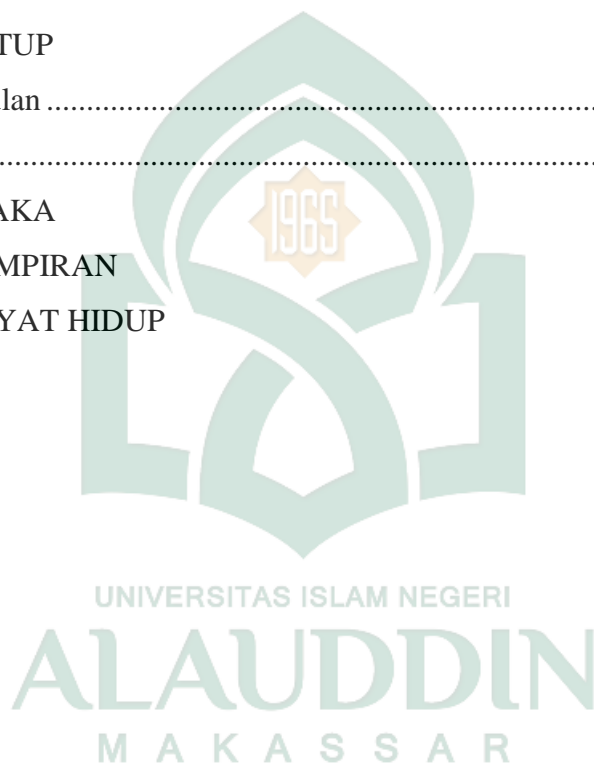 TUP
lan ...........................................................................
.................................................................................
AKA
1965
MPIRAN
YAT HIDUP
UNIVERSITAS ISLAM NEGERI
ALAUDDIN
MAKASSAR